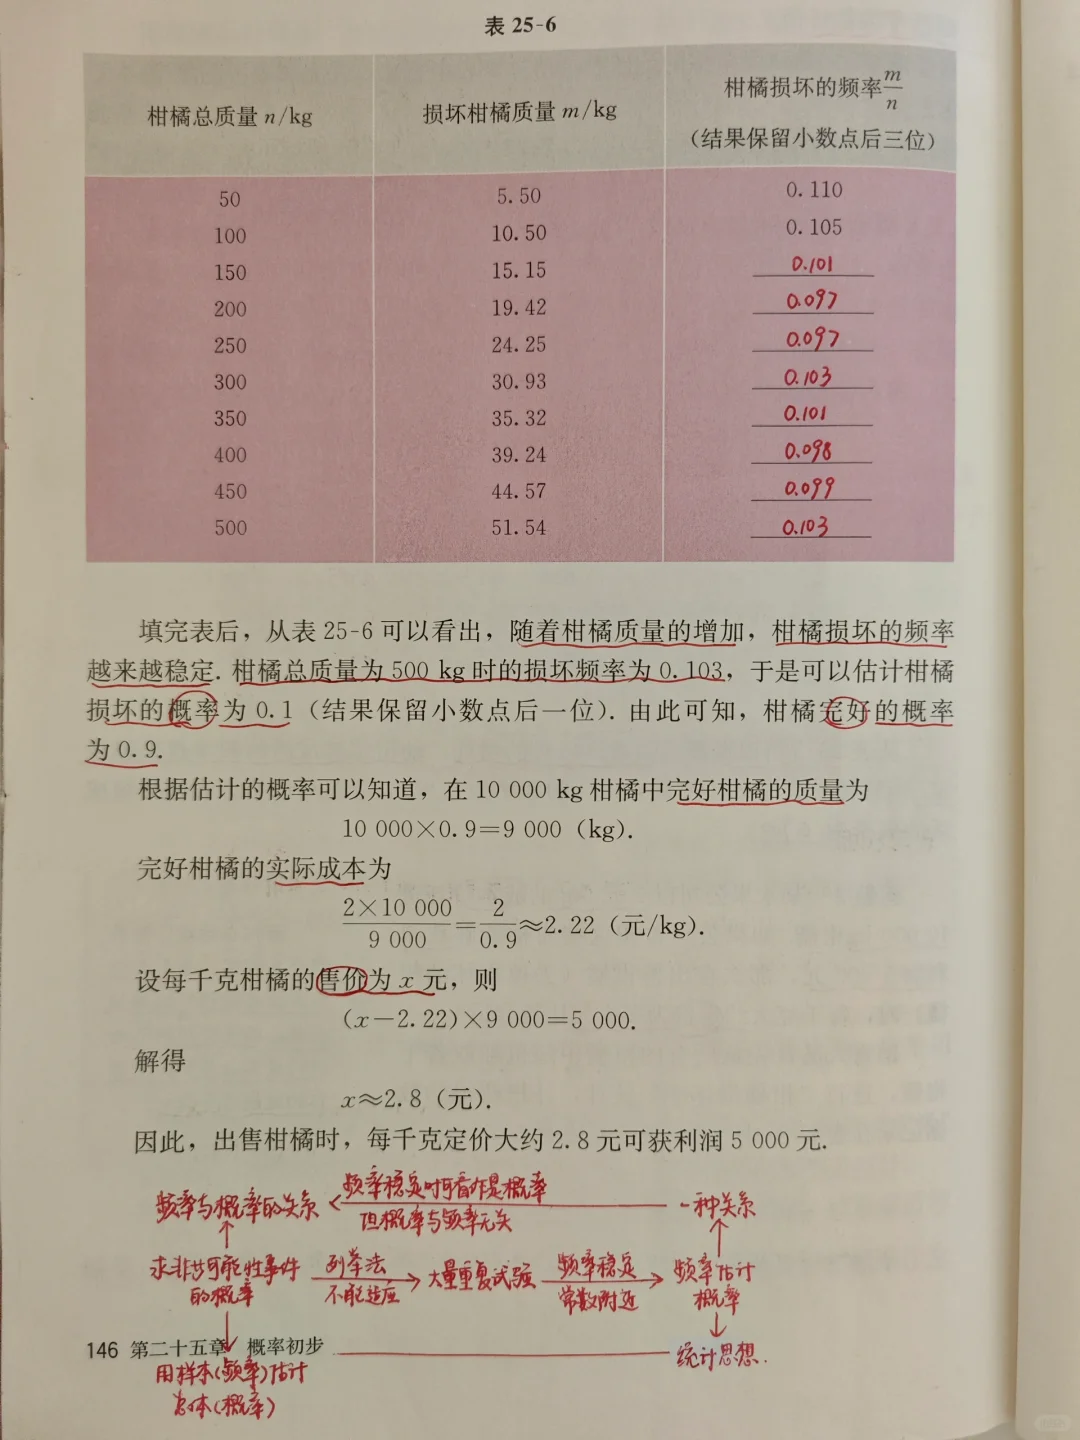 表 25-6
柑橘总质量 n/kg 损坏柑橘质量 m/kg 柑橘损坏的频率 m/n
(结果保留小数点后三位)
50 5.50 0.110
100 10.50 0.105
150 15.15 0.101
200 19.42 0.097
250 24.25 0.097
300 30.93 0.103
350 35.32 0.101
400 39.24 0.098
450 44.57 0.099
500 51.54 0.103
填完表后，从表 25-6 可以看出，随着柑橘质量的增加，柑橘损坏的频率
越来越稳定. 柑橘总质量为 500 kg 时的损坏频率为 0.103，于是可以估计柑橘
损坏的概率为 0.1 (结果保留小数点后一位). 由此可知，柑橘完好的概率
为 0.9.
根据估计的概率可以知道，在 10 000 kg 柑橘中完好柑橘的质量为
10 000×0.9=9 000 (kg).
完好柑橘的实际成本为
2×10 000/9 000=2/0.9≈2.22 (元/kg).
设每千克柑橘的售价为 x 元，则
(x-2.22)×9 000=5 000.
解得
x≈2.8 (元).
因此，出售柑橘时，每千克定价大约 2.8 元可获利润 5 000 元.
频率与概率的关系 ← 频率稳定时可看作是概率 一种关系
但概率与频率无关
求非等可能性事件 列举法 → 大量重复试验 频率稳定 → 频率估计
的概率 不能适应 常数附近 概率
146 第二十五章 概率初步 统计思想.
用样本(频率)估计
总体(概率)